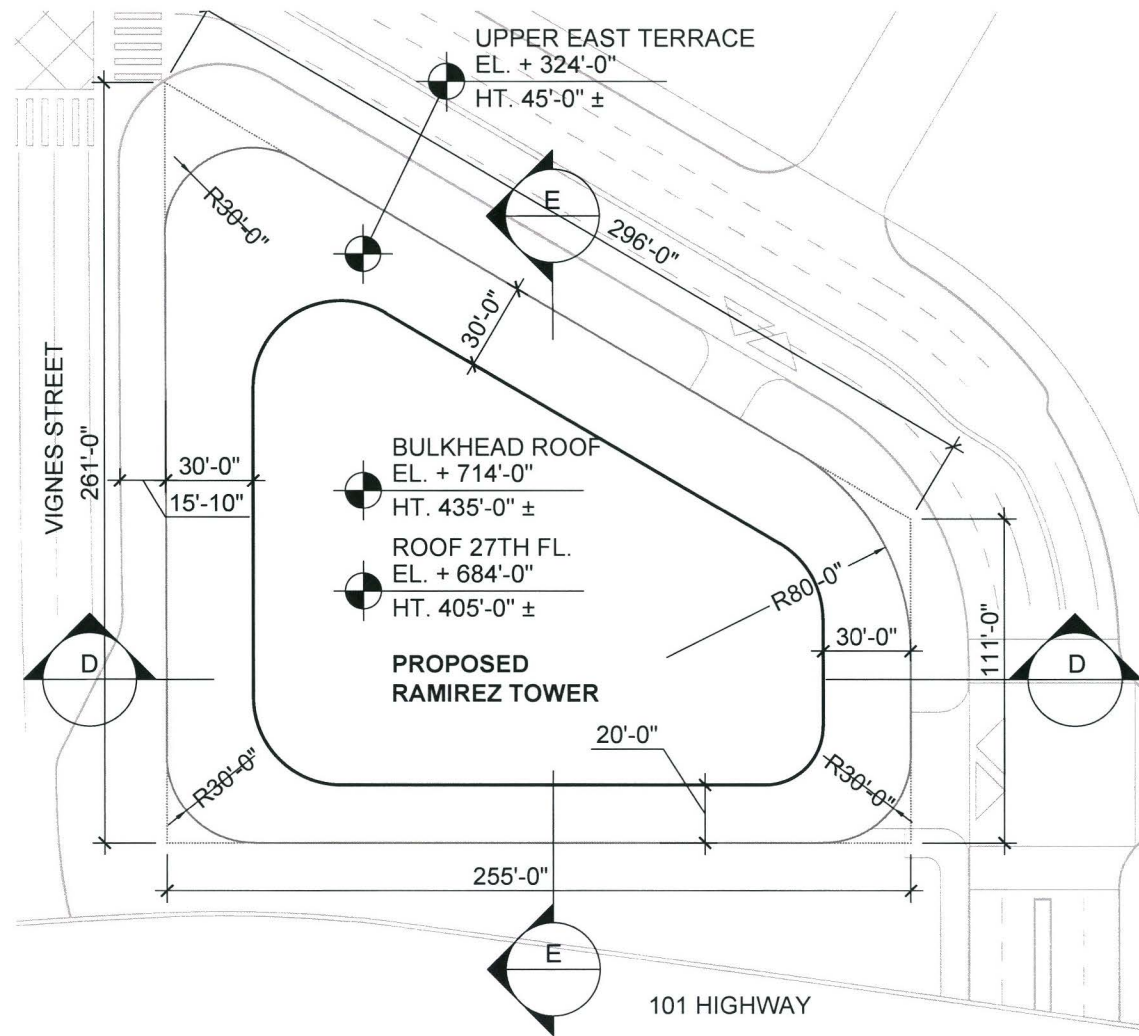 UPPER EAST TERRACE
EL. + 324'-0"
HT. 45'-0" ±
E
R30'-0"
296'-0"
30'-0"
VIGNES STREET
261'-0"
30'-0"
15'-10"
BULKHEAD ROOF
EL. + 714'-0"
HT. 435'-0" ±
ROOF 27TH FL.
EL. + 684'-0"
HT. 405'-0" ±
R80'-0"
30'-0"
111'-0"
D
PROPOSED
RAMIREZ TOWER
D
20'-0"
R30'-0"
R30'-0"
255'-0"
E
101 HIGHWAY